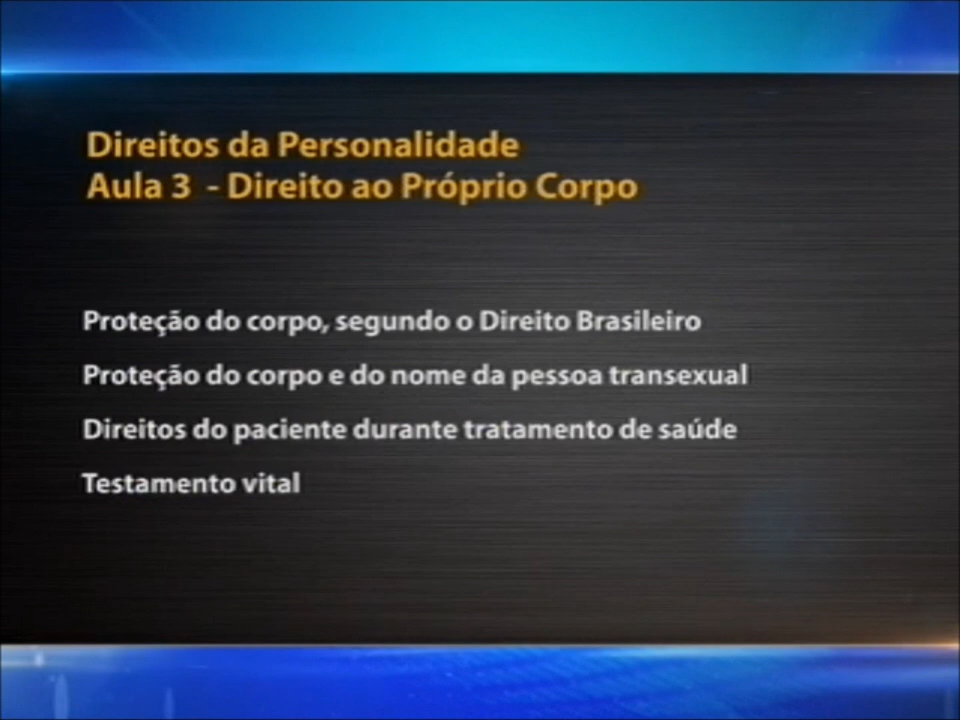 Direitos da Personalidade
Aula 3 - Direito ao Próprio Corpo
Proteção do corpo, segundo o Direito Brasileiro
Proteção do corpo e do nome da pessoa transexual
Direitos do paciente durante tratamento de saúde
Testamento vital